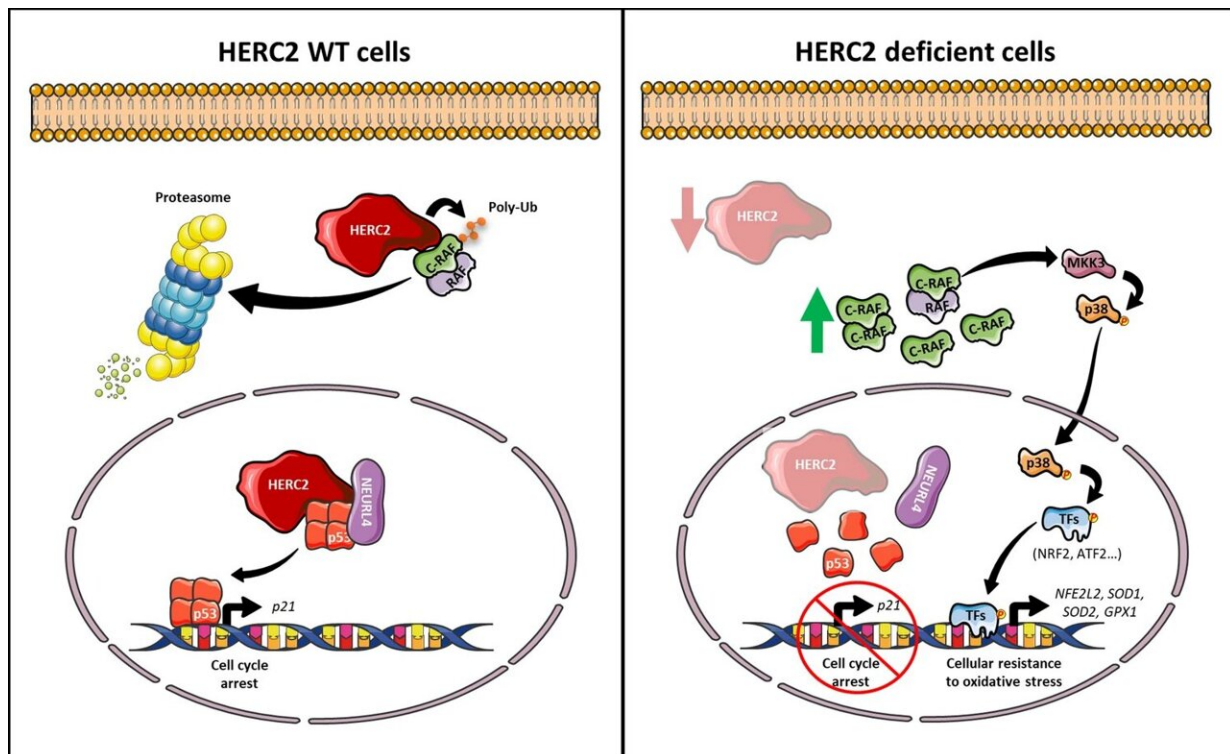 HERC2 WT cells
Proteasome
HERC2
Poly-Ub
C-RAF
RAF
HERC2
NEURL4
p53
p53
p21
Cell cycle
arrest
HERC2 deficient cells
HERC2
MKK3
C-RAF
RAF
C-RAF
C-RAF
C-RAF
C-RAF
p38
P
HERC2
NEURL4
p38
P
TFs
P
(NRF2, ATF2...)
p53
p21
NFE2L2, SOD1,
SOD2, GPX1
TFs
P
Cell cycle
arrest
Cellular resistance
to oxidative stress